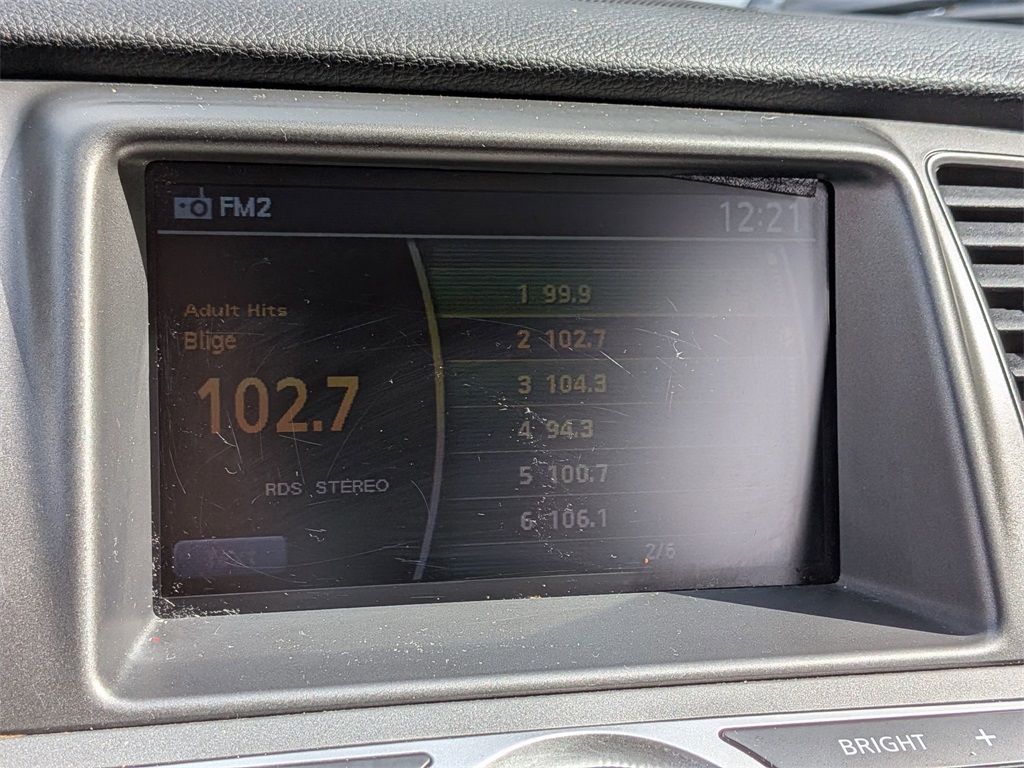 FM2
12:21
Adult Hits
Blige
102.7
RDS STEREO
1 99.9
2 102.7
3 104.3
4 94.3
5 100.7
6 106.1
2/6
BRIGHT +